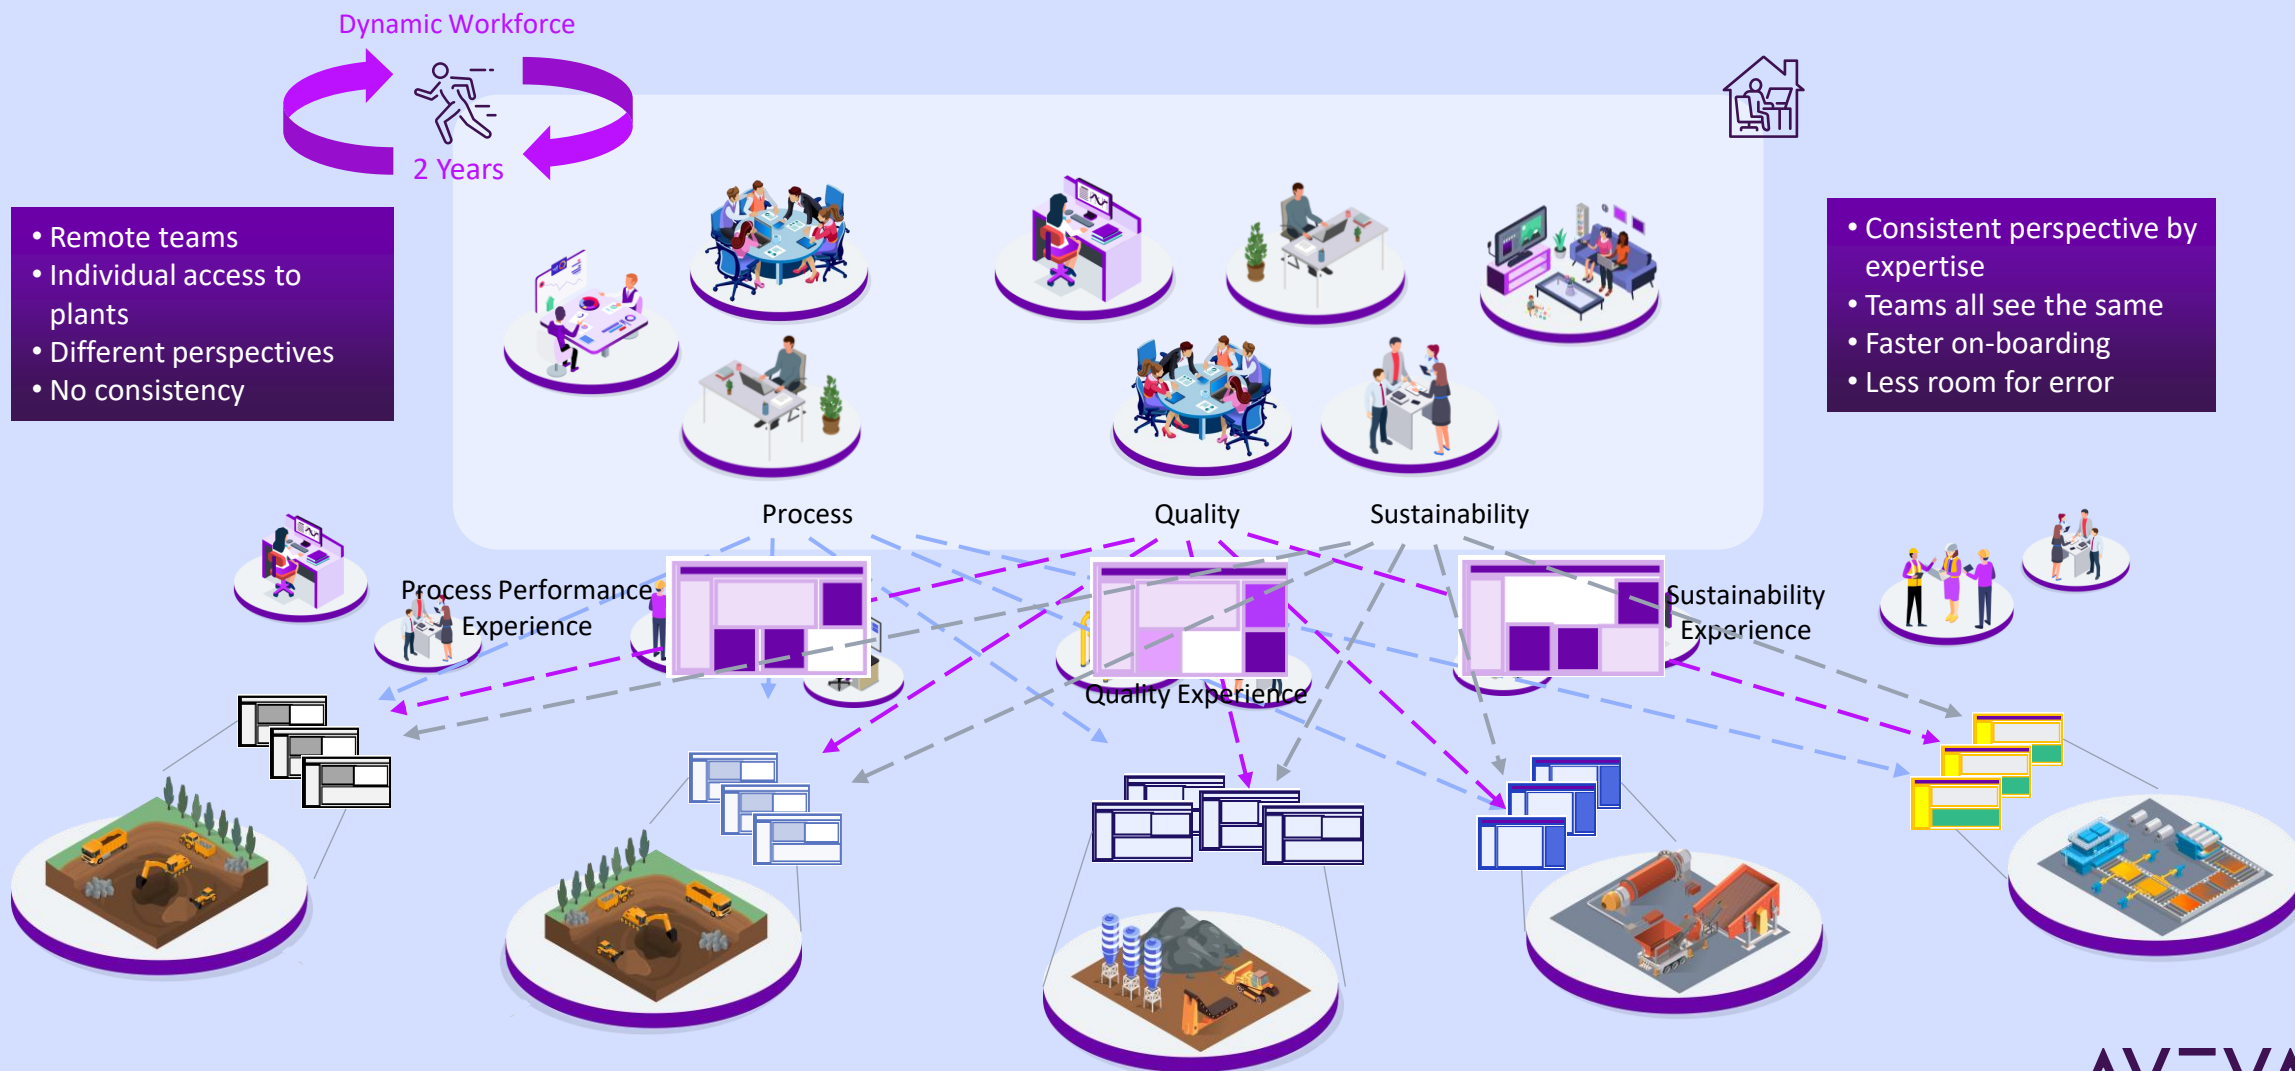 Dynamic Workforce
2 Years
• Remote teams
• Individual access to
plants
• Different perspectives
• No consistency
• Consistent perspective by
expertise
• Teams all see the same
• Faster on-boarding
• Less room for error
Process
Quality
Sustainability
Process Performance
Experience
Quality Experience
Sustainability
Experience
AVEVA